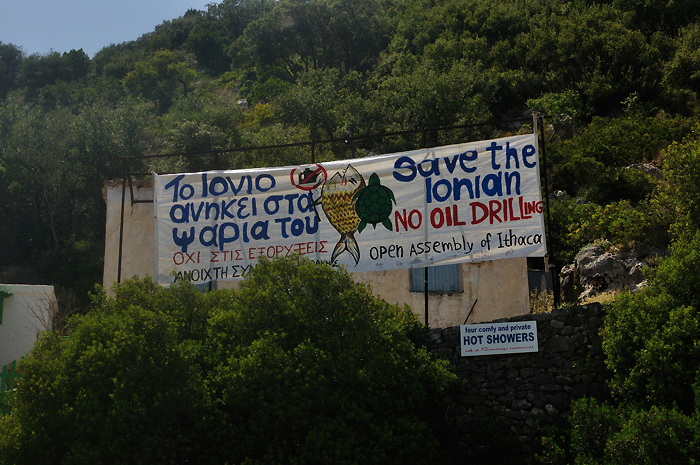 Το Ιόνιο
ανήκει στα
ψάρια του
ΟΧΙ ΣΤΙΣ ΕΞΟΡΥΞΕΙΣ
ΑΝΟΙΧΤΗ
save the
Ionian
NO OIL DRILLING
open Assembly of Ithaca
four comfy and private
HOT SHOWERS